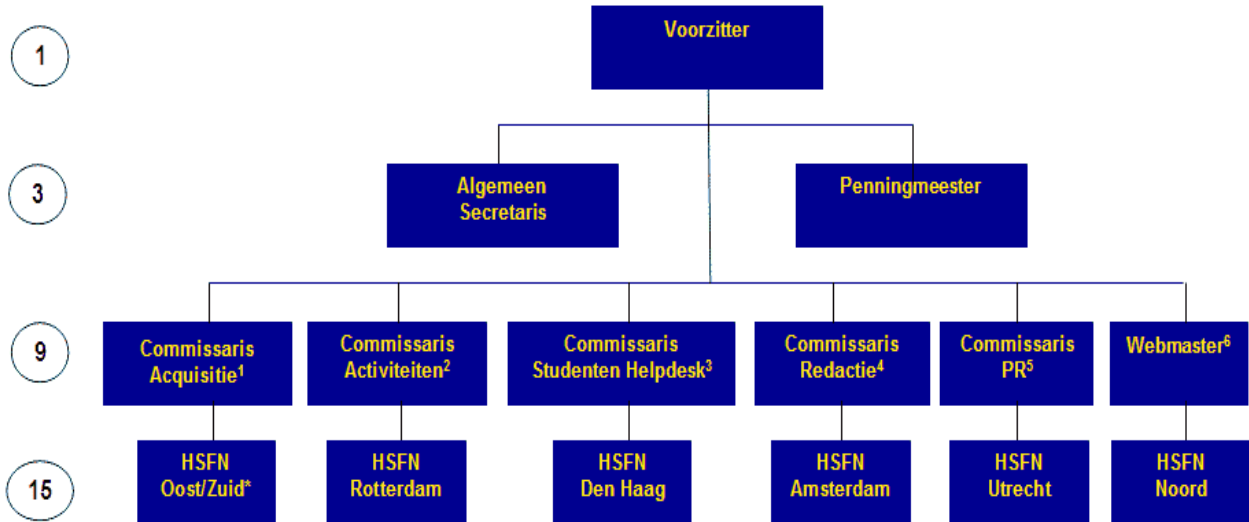 1
Voorzitter
3
Algemeen
Secretaris
Penningmeester
9
Commissaris
Acquisitie¹
Commissaris
Activiteiten²
Commissaris
Studenten Helpdesk³
Commissaris
Redactie⁴
Commissaris
PR⁵
Webmaster⁶
15
HSFN
Oost/Zuid*
HSFN
Rotterdam
HSFN
Den Haag
HSFN
Amsterdam
HSFN
Utrecht
HSFN
Noord